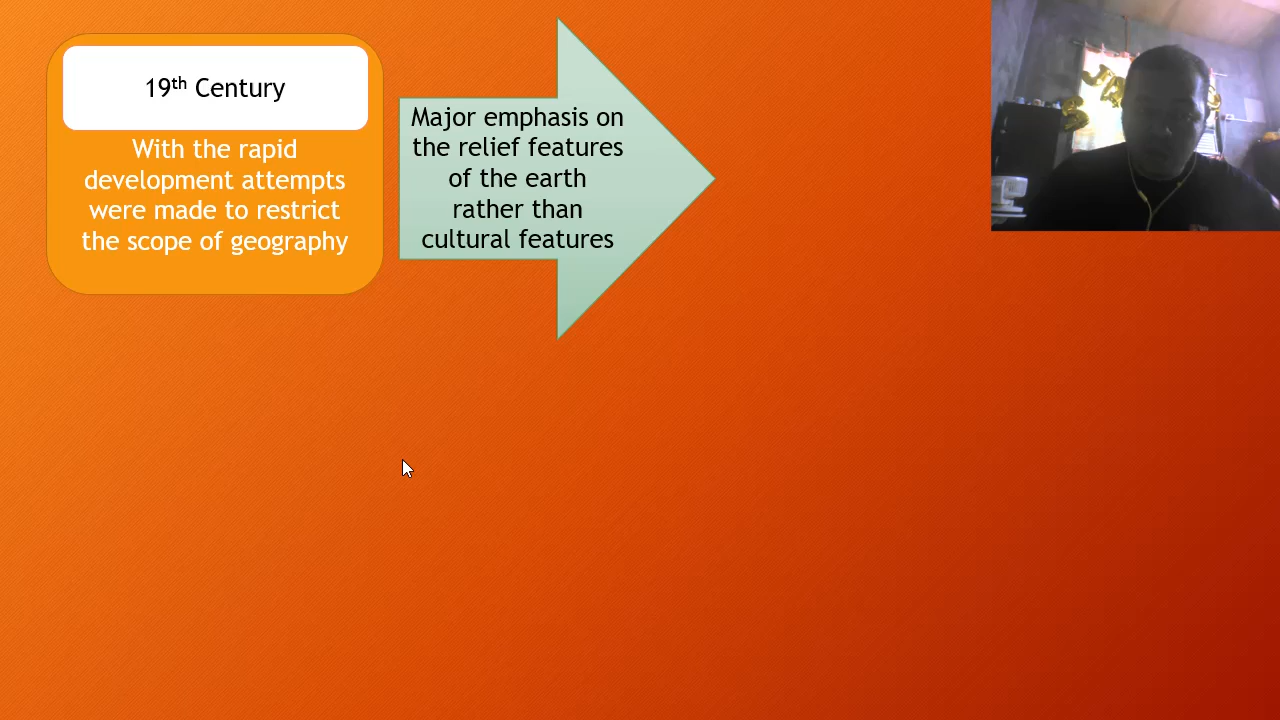 19th Century
With the rapid
development attempts
were made to restrict
the scope of geography
Major emphasis on
the relief features
of the earth
rather than
cultural features